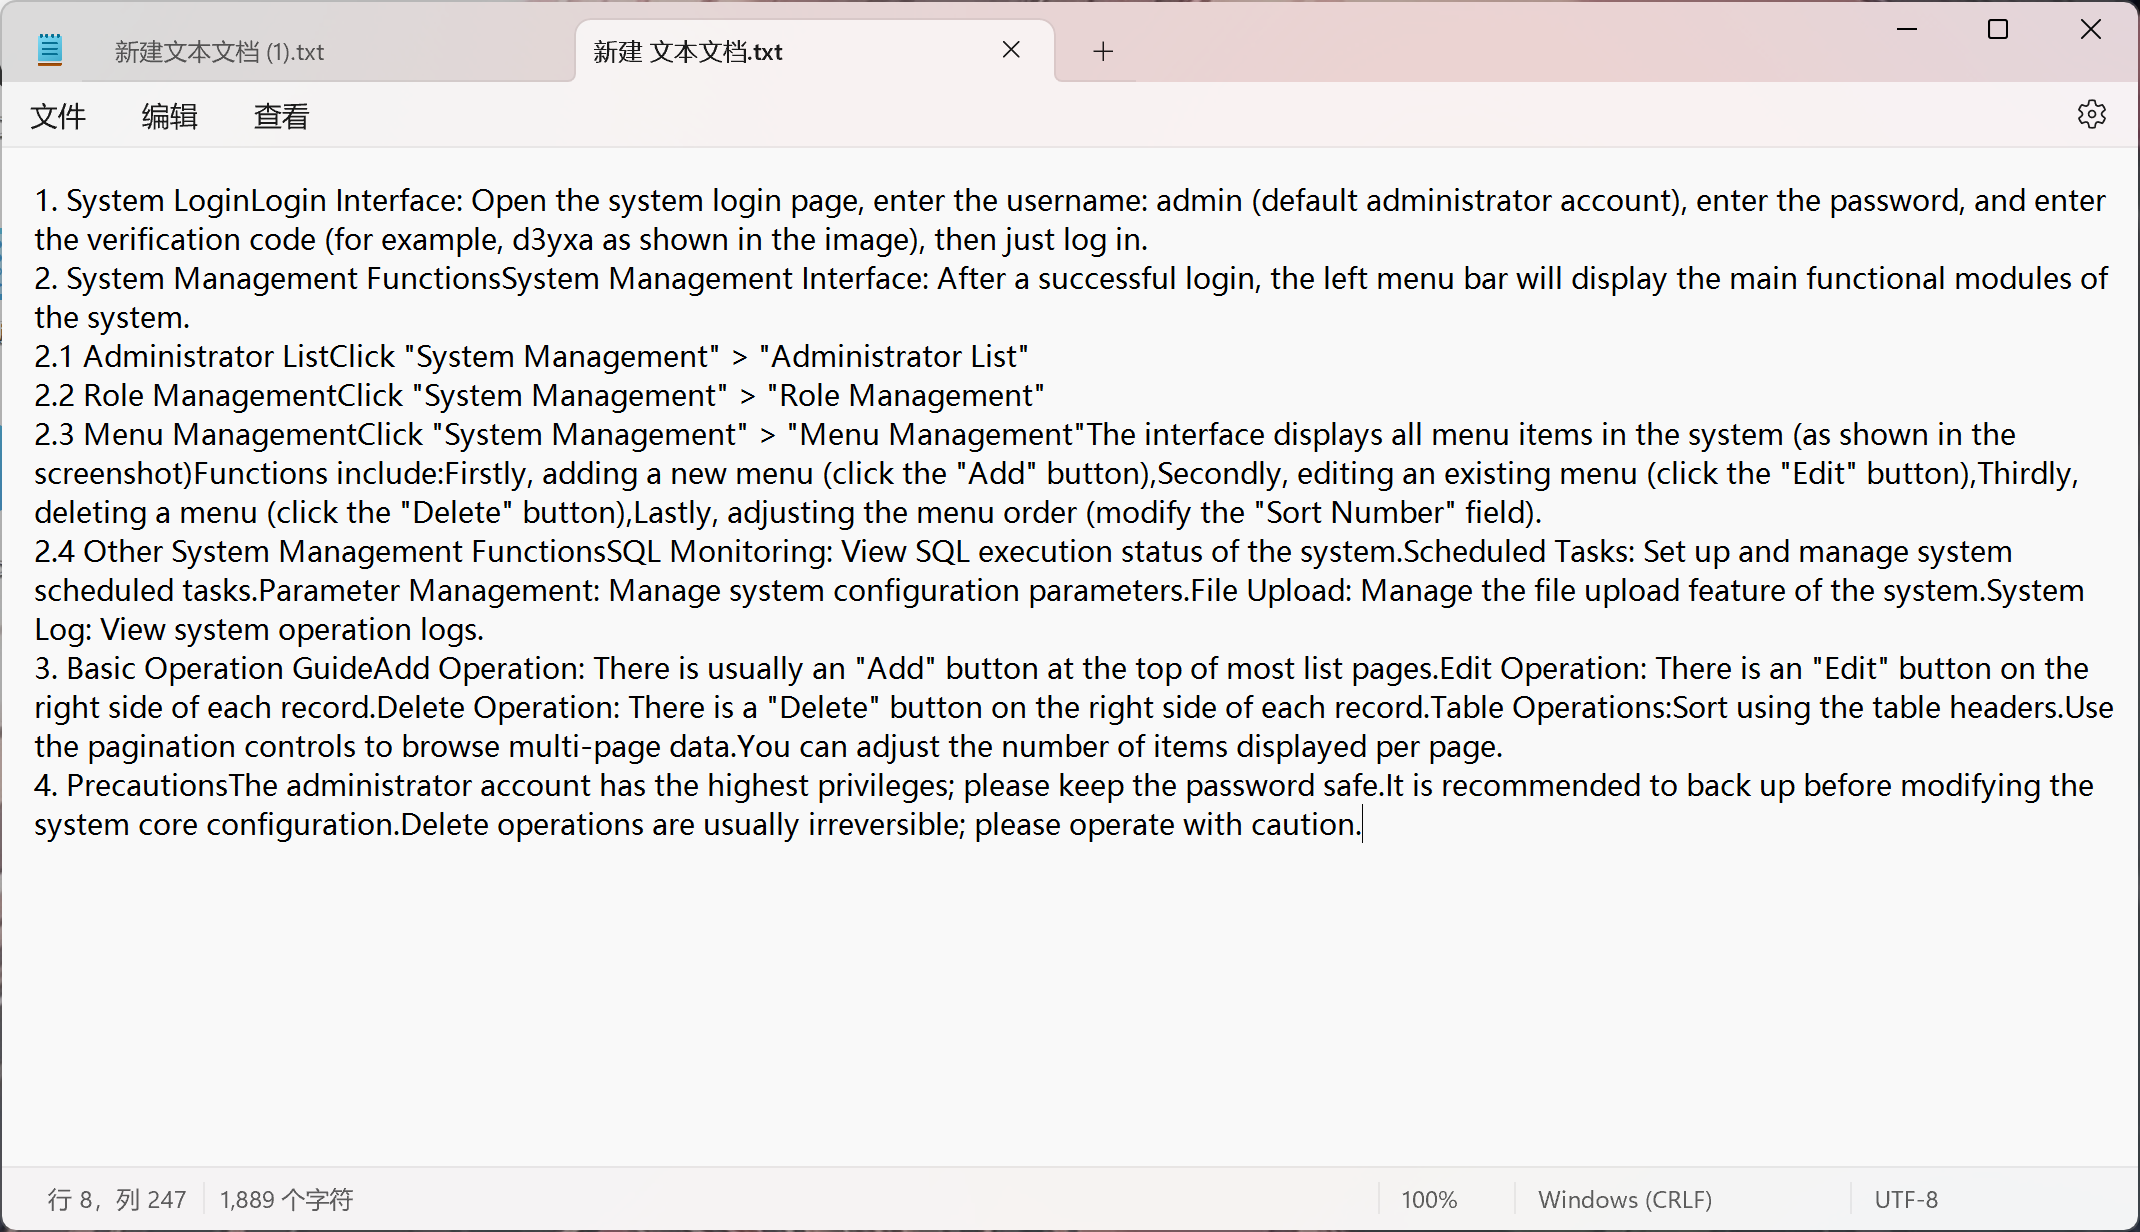 新建文本文档 (1).txt
新建 文本文档.txt
文件 编辑 查看
1. System LoginLogin Interface: Open the system login page, enter the username: admin (default administrator account), enter the password, and enter
the verification code (for example, d3yxa as shown in the image), then just log in.
2. System Management FunctionsSystem Management Interface: After a successful login, the left menu bar will display the main functional modules of
the system.
2.1 Administrator ListClick "System Management" > "Administrator List"
2.2 Role ManagementClick "System Management" > "Role Management"
2.3 Menu ManagementClick "System Management" > "Menu Management"The interface displays all menu items in the system (as shown in the
screenshot)Functions include:Firstly, adding a new menu (click the "Add" button),Secondly, editing an existing menu (click the "Edit" button),Thirdly,
deleting a menu (click the "Delete" button),Lastly, adjusting the menu order (modify the "Sort Number" field).
2.4 Other System Management FunctionsSQL Monitoring: View SQL execution status of the system.Scheduled Tasks: Set up and manage system
scheduled tasks.Parameter Management: Manage system configuration parameters.File Upload: Manage the file upload feature of the system.System
Log: View system operation logs.
3. Basic Operation GuideAdd Operation: There is usually an "Add" button at the top of most list pages.Edit Operation: There is an "Edit" button on the
right side of each record.Delete Operation: There is a "Delete" button on the right side of each record.Table Operations:Sort using the table headers.Use
the pagination controls to browse multi-page data.You can adjust the number of items displayed per page.
4. PrecautionsThe administrator account has the highest privileges; please keep the password safe.It is recommended to back up before modifying the
system core configuration.Delete operations are usually irreversible; please operate with caution.
行 8，列 247 1,889 个字符 100% Windows (CRLF) UTF-8